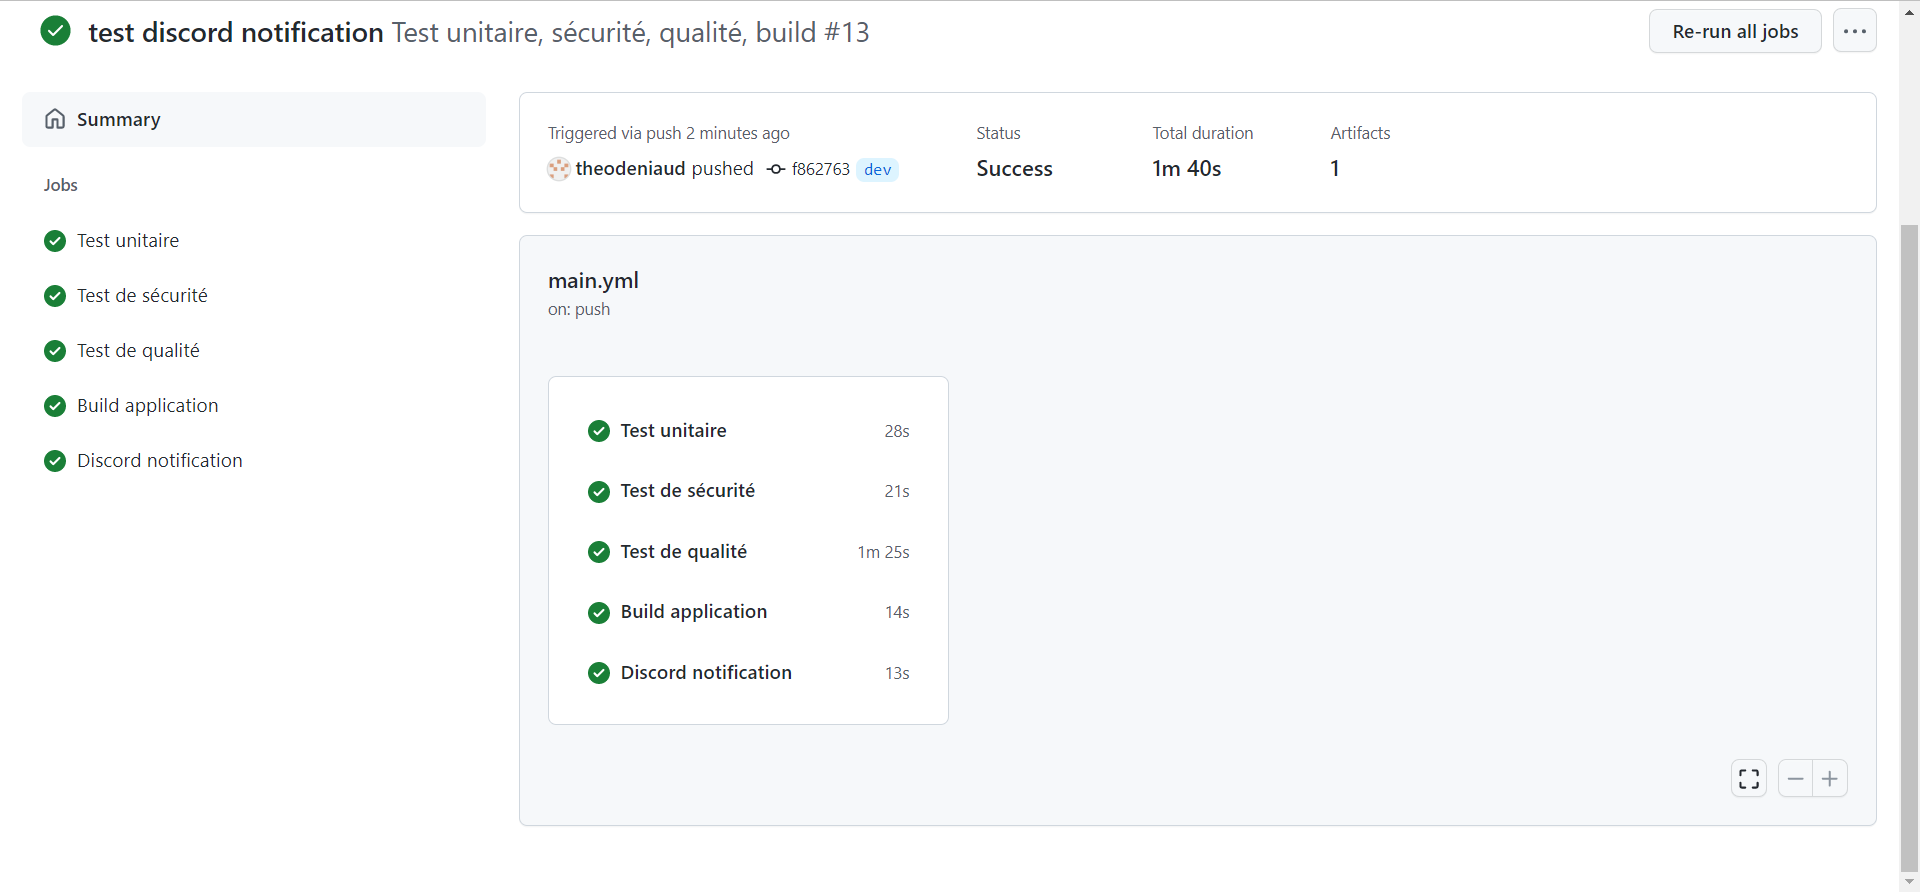 test discord notification Test unitaire, sécurité, qualité, build #13
Re-run all jobs
Summary
Jobs
Test unitaire
Test de sécurité
Test de qualité
Build application
Discord notification
Triggered via push 2 minutes ago
theodeniaud pushed f862763 dev
Status
Success
Total duration
1m 40s
Artifacts
1
main.yml
on: push
Test unitaire 28s
Test de sécurité 21s
Test de qualité 1m 25s
Build application 14s
Discord notification 13s